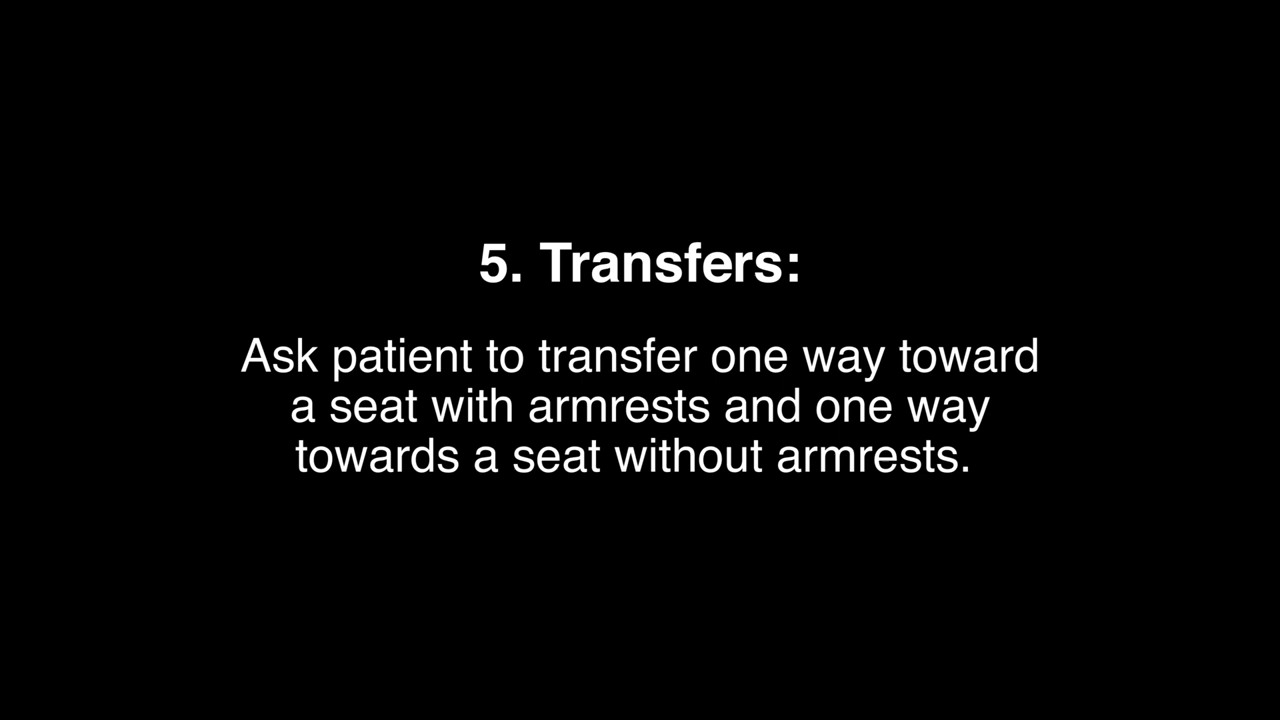 5. Transfers:
Ask patient to transfer one way toward
a seat with armrests and one way
towards a seat without armrests.